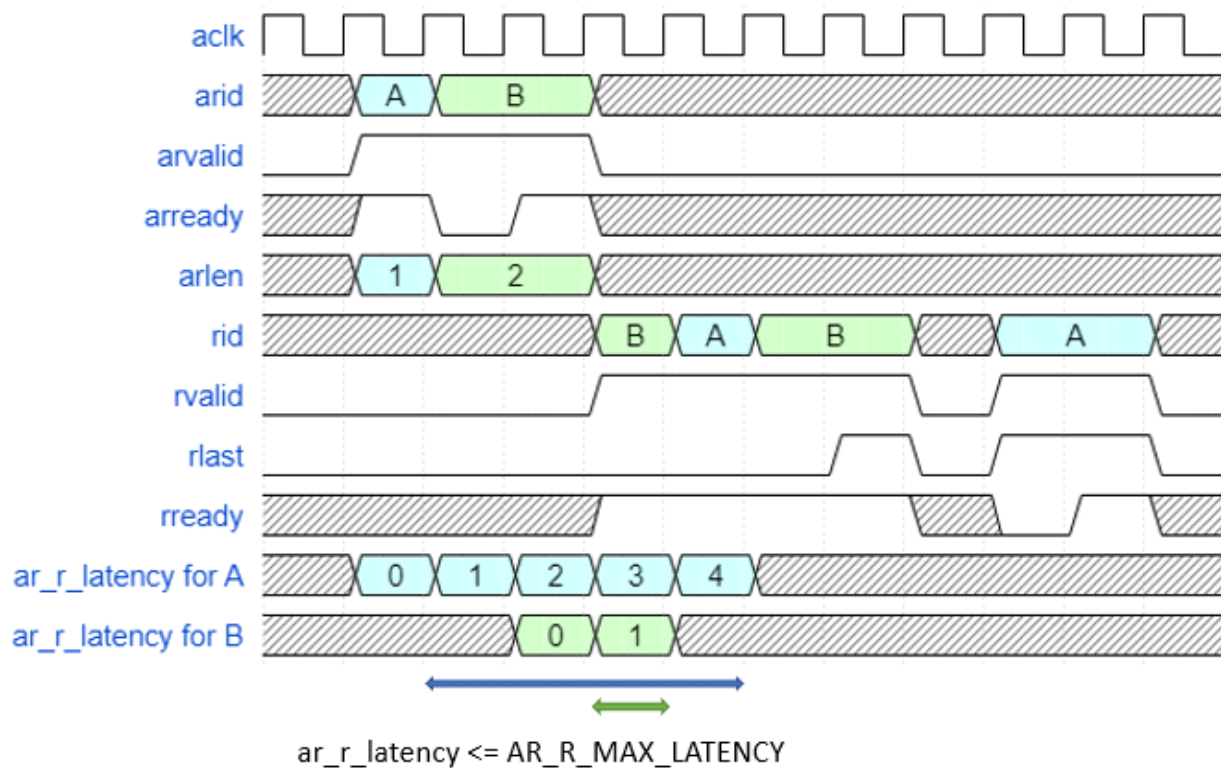 aclk
arid A B
arvalid
arready
arlen 1 2
rid B A B A
rvalid
rlast
rready
ar_r_latency for A 0 1 2 3 4
ar_r_latency for B 0 1
ar_r_latency <= AR_R_MAX_LATENCY